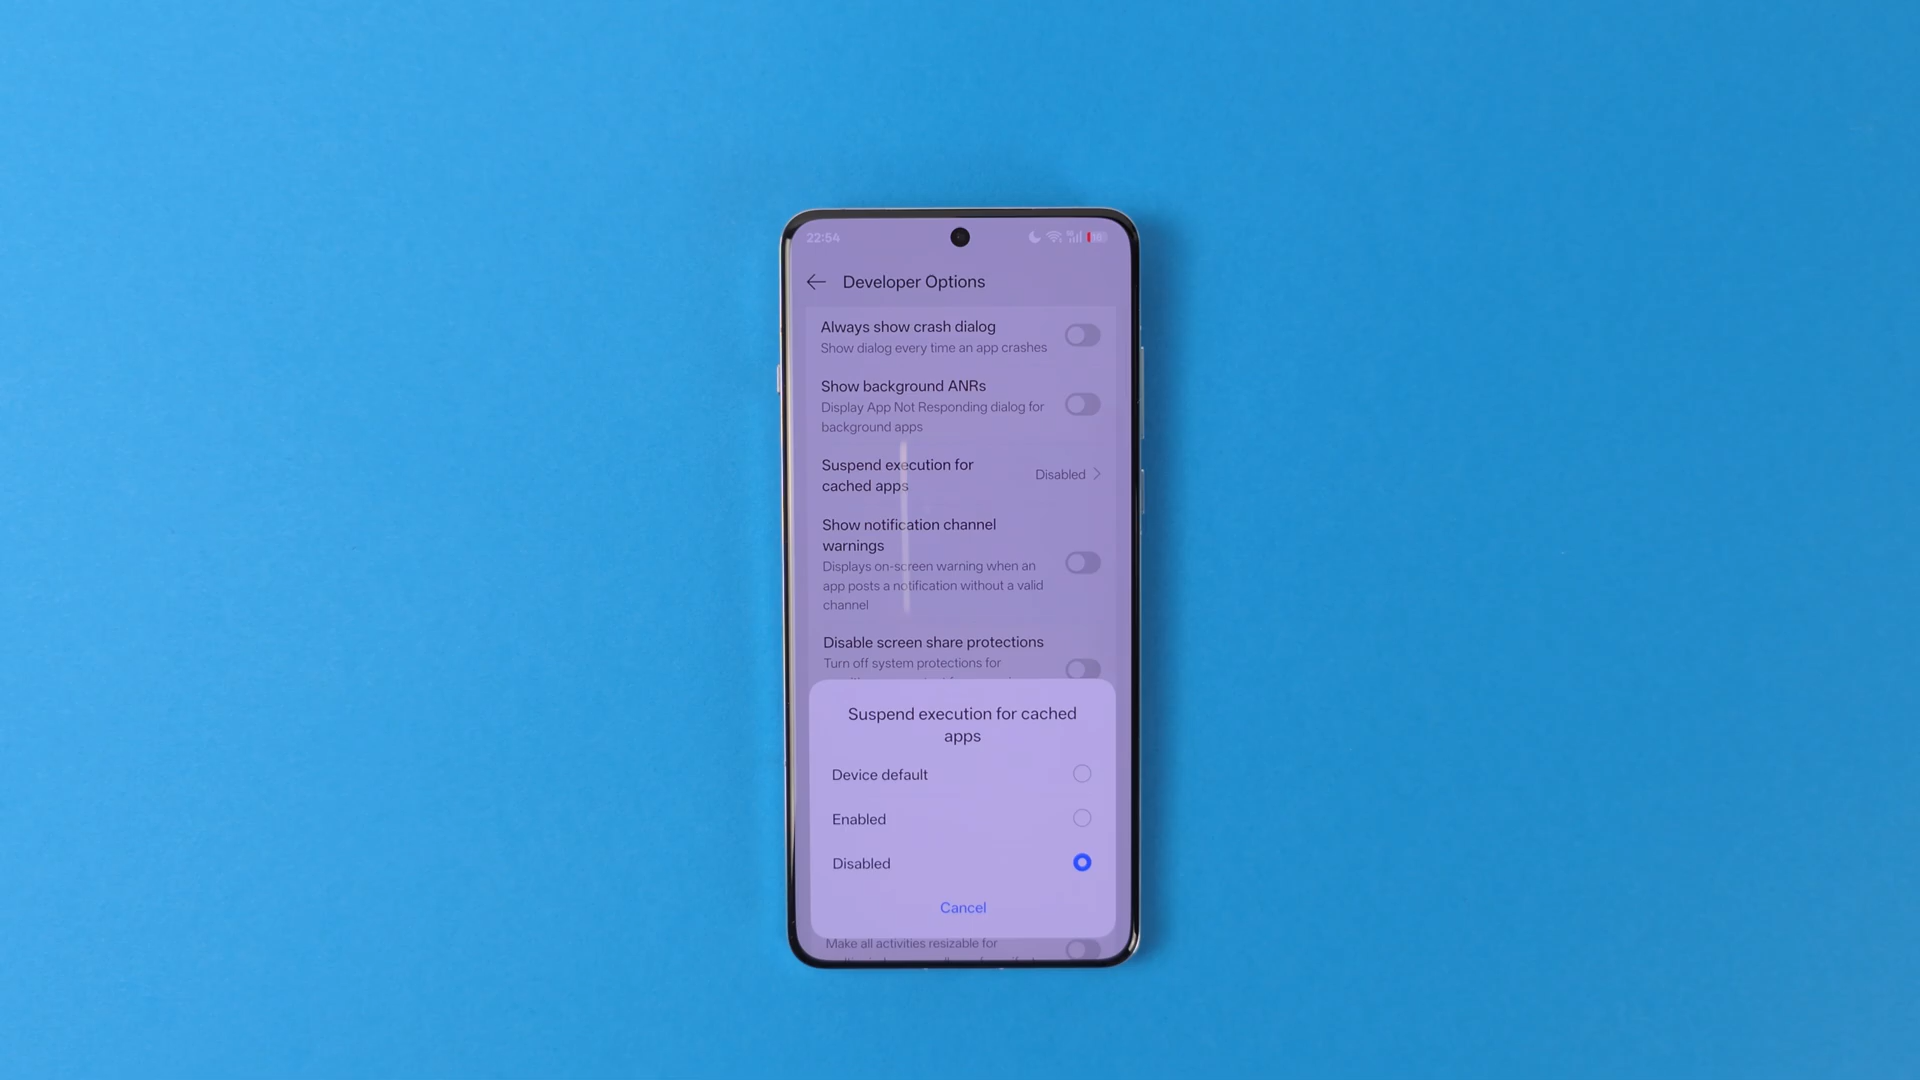 22:54
Developer Options
Always show crash dialog
Show dialog every time an app crashes
Show background ANRs
Display App Not Responding dialog for
background apps
Suspend execution for
cached apps
Disabled
Show notification channel
warnings
Displays on-screen warning when an
app posts a notification without a valid
channel
Disable screen share protections
Turn off system protections for
Suspend execution for cached
apps
Device default
Enabled
Disabled
Cancel
Make all activities resizable for